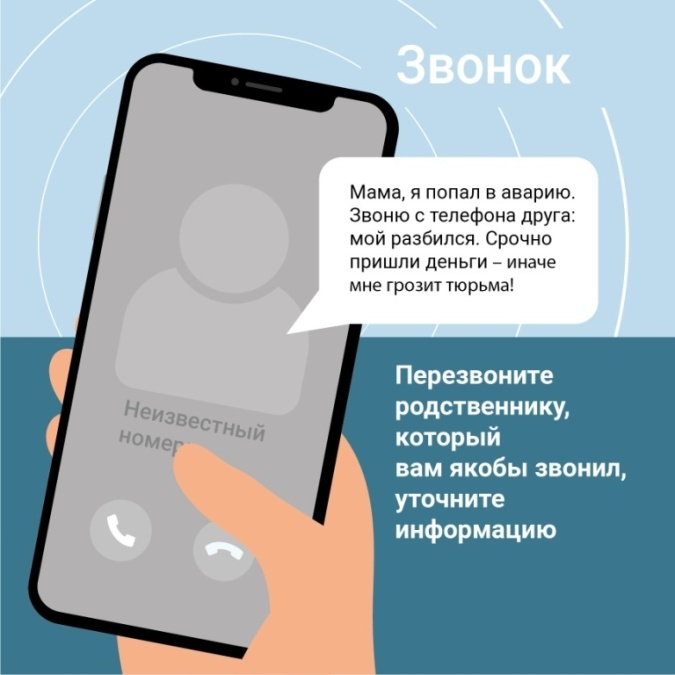 Звонок
Мама, я попал в аварию.
Звоню с телефона друга:
мой разбился. Срочно
пришли деньги – иначе
мне грозит тюрьма!
Неизвестный
номер
Перезвоните
родственнику,
который
вам якобы звонил,
уточните
информацию